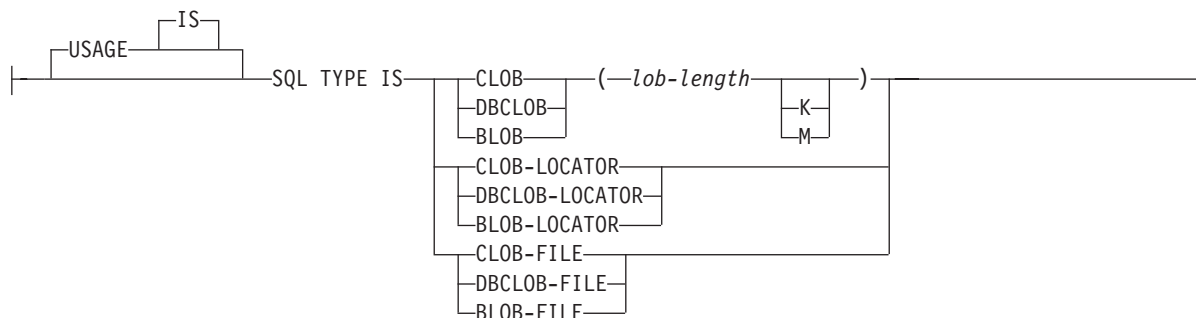 IS
USAGE
SQL TYPE IS CLOB ( lob-length )
DBCLOB K
BLOB M
CLOB-LOCATOR
DBCLOB-LOCATOR
BLOB-LOCATOR
CLOB-FILE
DBCLOB-FILE
BLOB-FILE